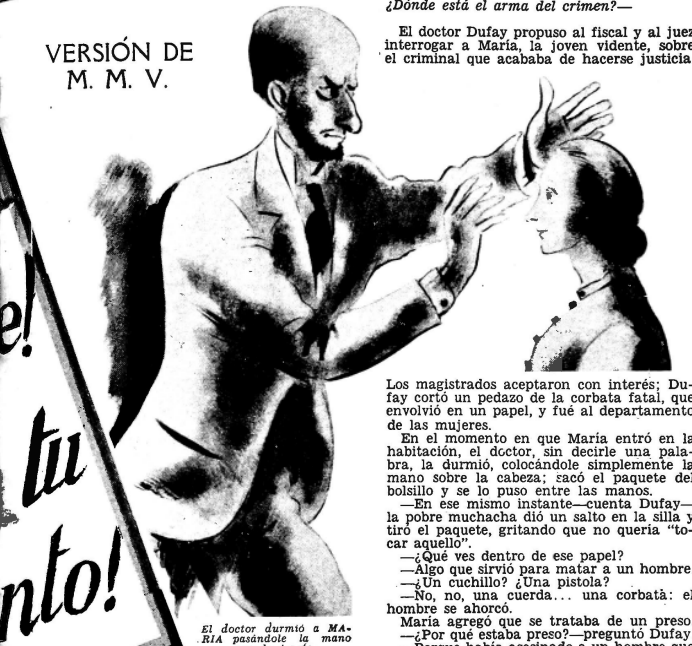 VERSIÓN DE
M. M. V.
e!
tu
nto!
El doctor durmió a MA-
RIA pasándole la mano
¿Dónde está el arma del crimen?—
El doctor Dufay propuso al fiscal y al juez
interrogar a María, la joven vidente, sobre
el criminal que acababa de hacerse justicia
Los magistrados aceptaron con interés; Du-
fay cortó un pedazo de la corbata fatal, que
envolvió en un papel, y fué al departamento
de las mujeres.
En el momento en que María entró en la
habitación, el doctor, sin decirle una pala-
bra, la durmió, colocándole simplemente la
mano sobre la cabeza; sacó el paquete del
bolsillo y se lo puso entre las manos.
—En ese mismo instante—cuenta Dufay—
la pobre muchacha dió un salto en la silla y
tiró el paquete, gritando que no quería "to-
car aquello".
—¿Qué ves dentro de ese papel?
—Algo que sirvió para matar a un hombre
—¿Un cuchillo? ¿Una pistola?
—No, no, una cuerda... una corbata: el
hombre se ahorcó.
María agregó que se trataba de un preso
—¿Por qué estaba preso?—preguntó Dufay